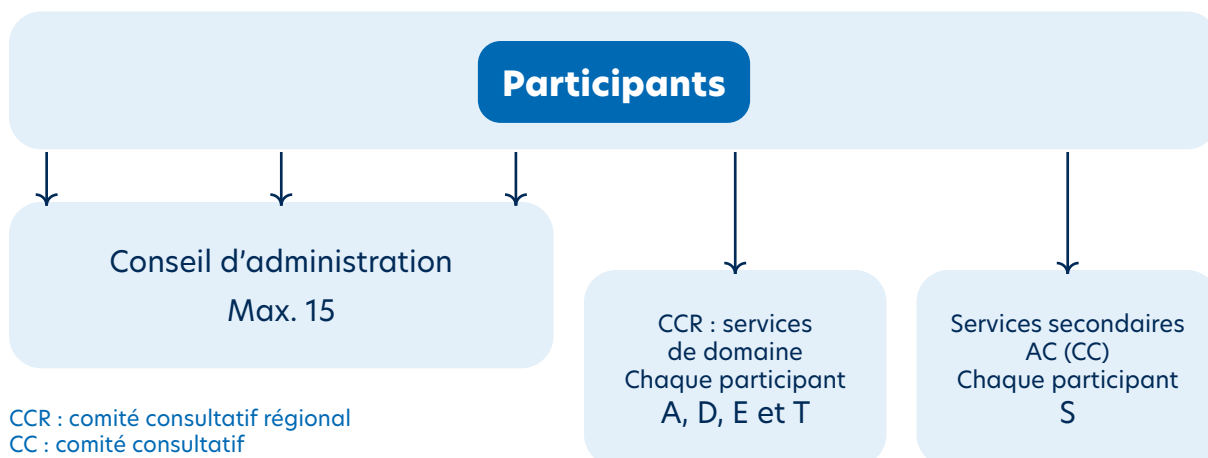 Participants
Conseil d'administration
Max. 15
CCR : services
de domaine
Chaque participant
A, D, E et T
Services secondaires
AC (CC)
Chaque participant
S
CCR : comité consultatif régional
CC : comité consultatif